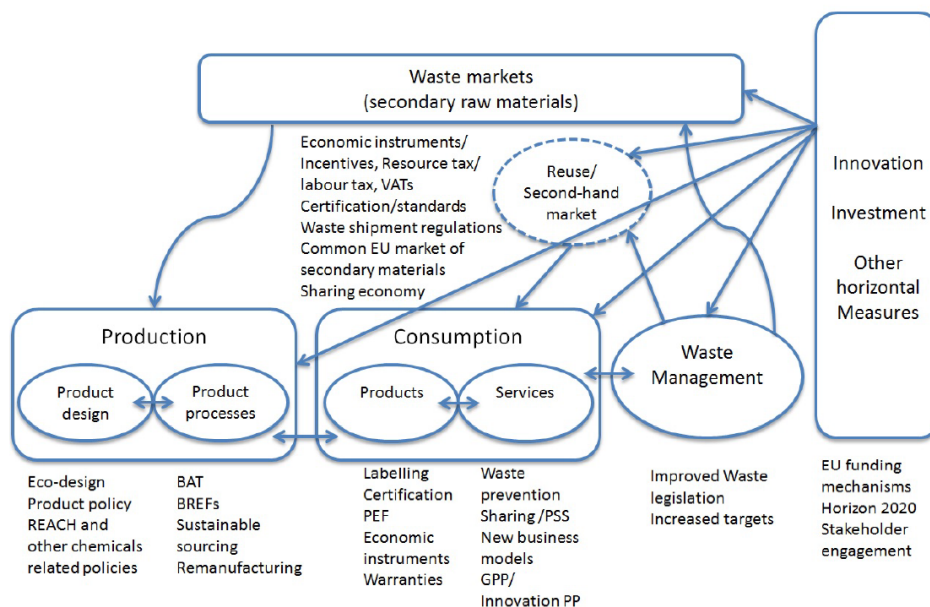 Waste markets
(secondary raw materials)
Economic instruments/
Incentives, Resource tax/
labour tax, VATs
Certification/standards
Waste shipment regulations
Common EU market of
secondary materials
Sharing economy
Reuse/
Second-hand
market
Innovation
Investment
Other
horizontal
Measures
Production
Product
design
Product
processes
Consumption
Products
Services
Waste
Management
Eco-design
Product policy
REACH and
other chemicals
related policies
BAT
BREFs
Sustainable
sourcing
Remanufacturing
Labelling
Certification
PEF
Economic
instruments
Warranties
Waste
prevention
Sharing /PSS
New business
models
GPP/
Innovation PP
Improved Waste
legislation
Increased targets
EU funding
mechanisms
Horizon 2020
Stakeholder
engagement